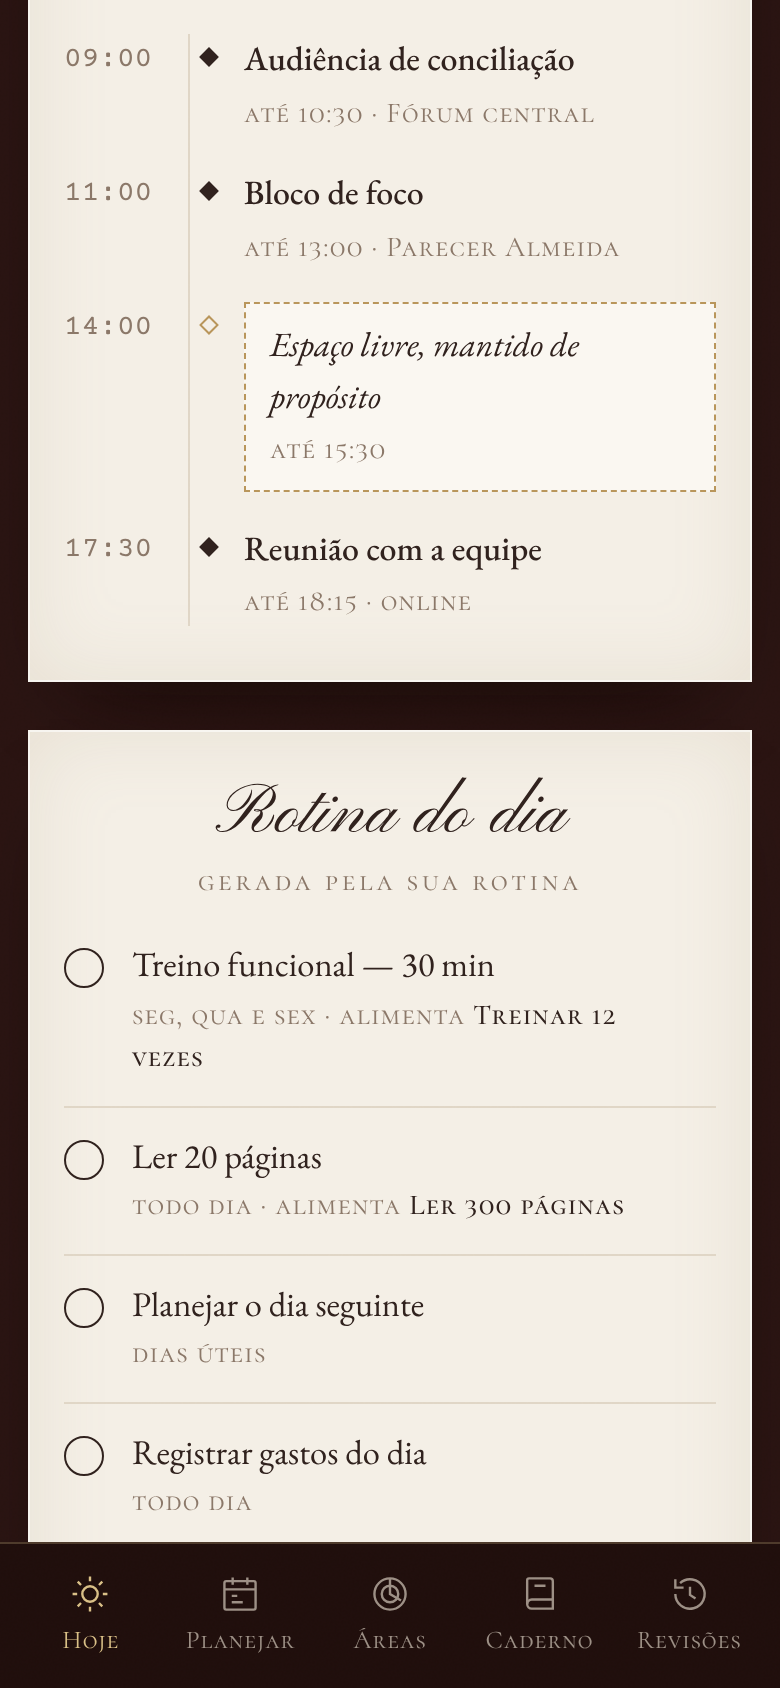 09:00 Audiência de conciliação
ATÉ 10:30 · FÓRUM CENTRAL
11:00 Bloco de foco
ATÉ 13:00 · PARECER ALMEIDA
14:00 Espaço livre, mantido de
propósito
ATÉ 15:30
17:30 Reunião com a equipe
ATÉ 18:15 · ONLINE
Rotina do dia
GERADA PELA SUA ROTINA
Treino funcional — 30 min
SEG, QUA E SEX · ALIMENTA TREINAR 12
VEZES
Ler 20 páginas
TODO DIA · ALIMENTA LER 300 PÁGINAS
Planejar o dia seguinte
DIAS ÚTEIS
Registrar gastos do dia
TODO DIA
HOJE PLANEJAR ÁREAS CADERNO REVISÕES